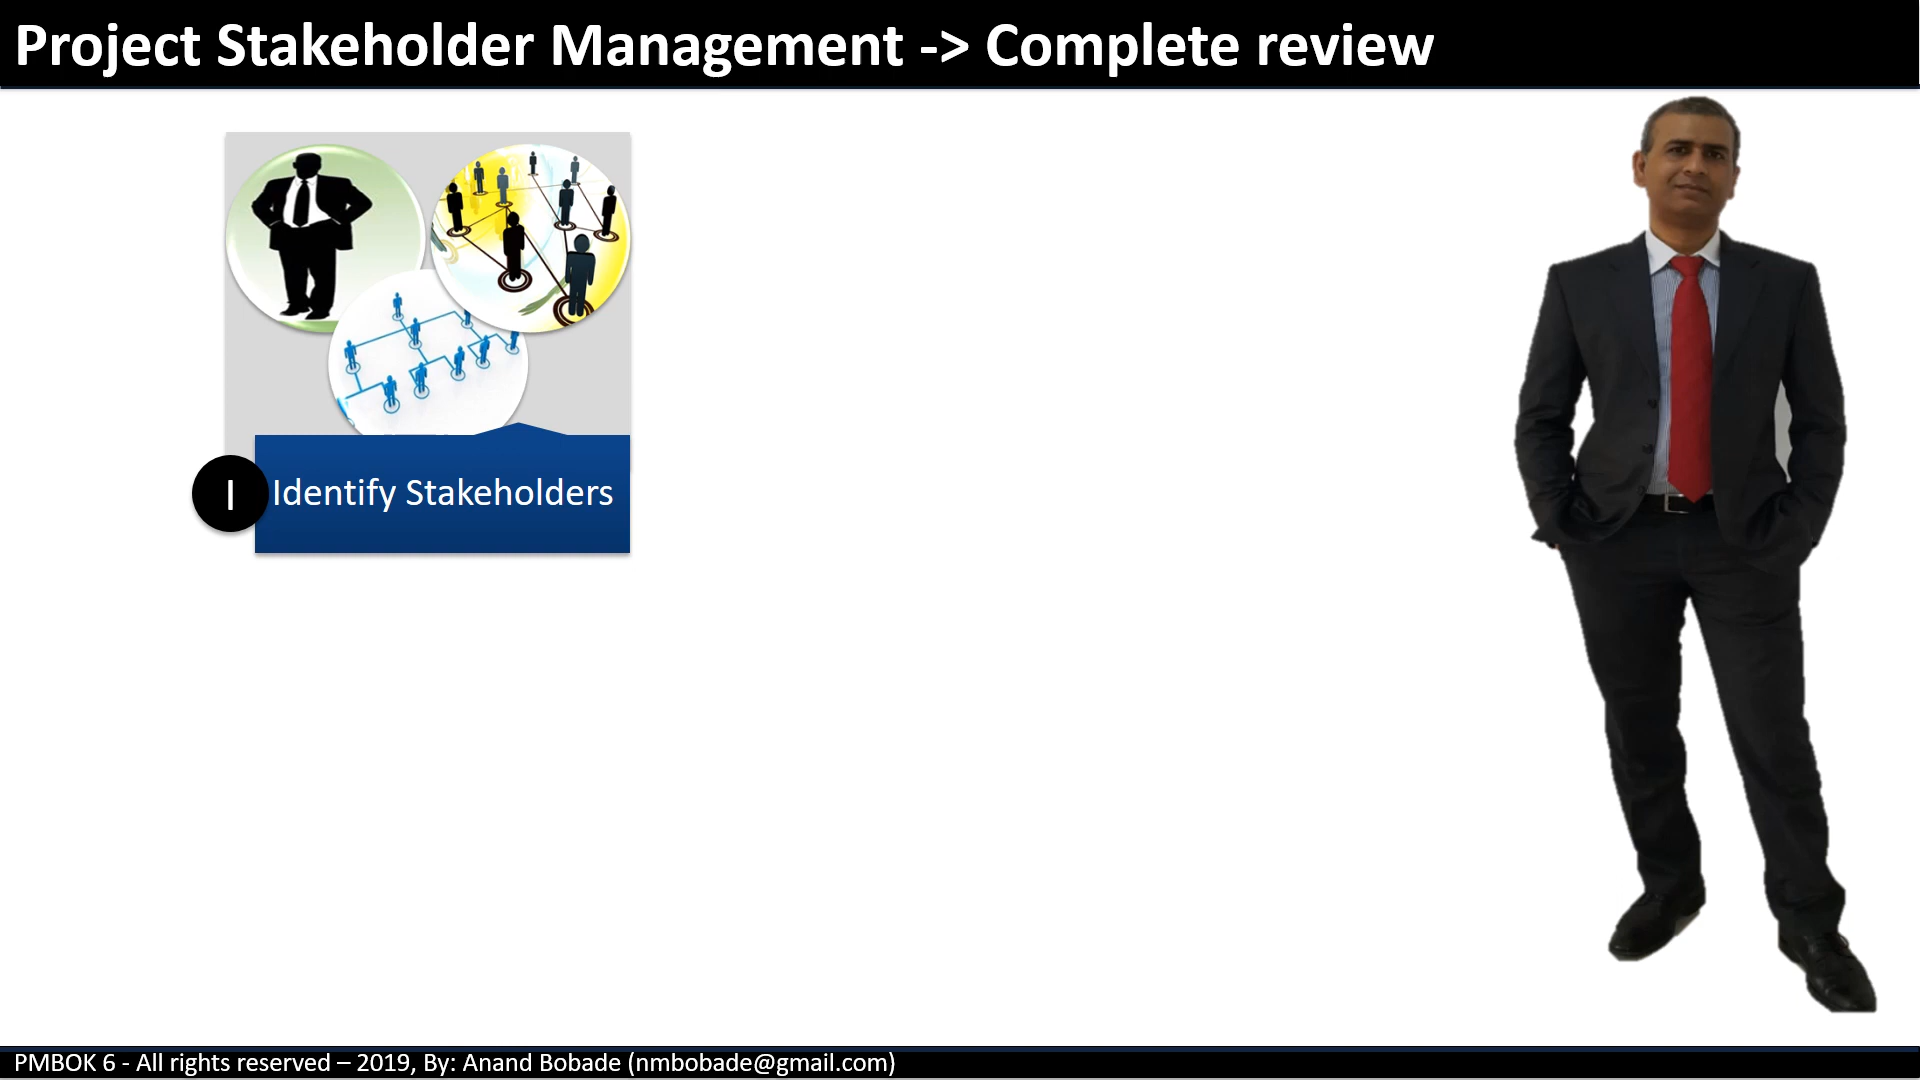 Project Stakeholder Management -> Complete review
I
Identify Stakeholders
PMBOK 6 - All rights reserved – 2019, By: Anand Bobade (nmbobade@gmail.com)